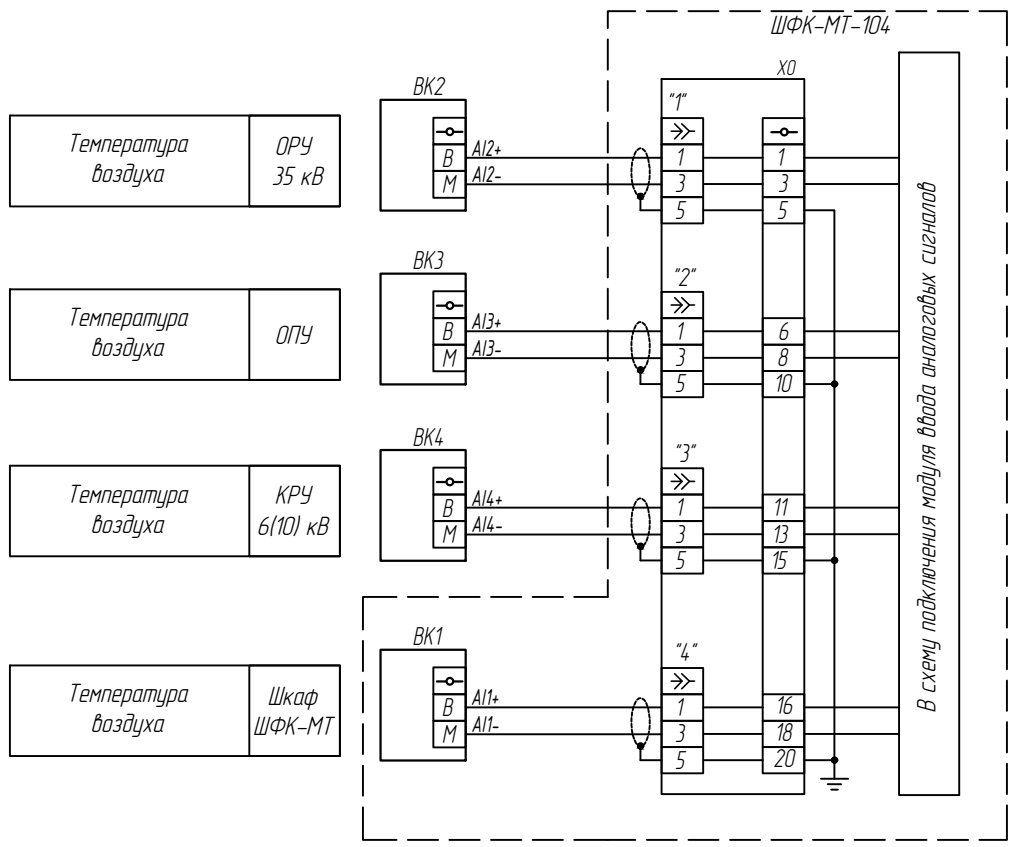 ШФК-МТ-104
X0
Температура
воздуха
ОРУ
35 кВ
ВК2
В
М
AI2+
AI2-
"1"
1
3
5
1
3
5
Температура
воздуха
ОПУ
ВК3
В
М
AI3+
AI3-
"2"
1
3
5
6
8
10
Температура
воздуха
КРУ
6(10) кВ
ВК4
В
М
AI4+
AI4-
"3"
1
3
5
11
13
15
Температура
воздуха
Шкаф
ШФК-МТ
ВК1
В
М
AI1+
AI1-
"4"
1
3
5
16
18
20
В схему подключения модуля ввода аналоговых сигналов